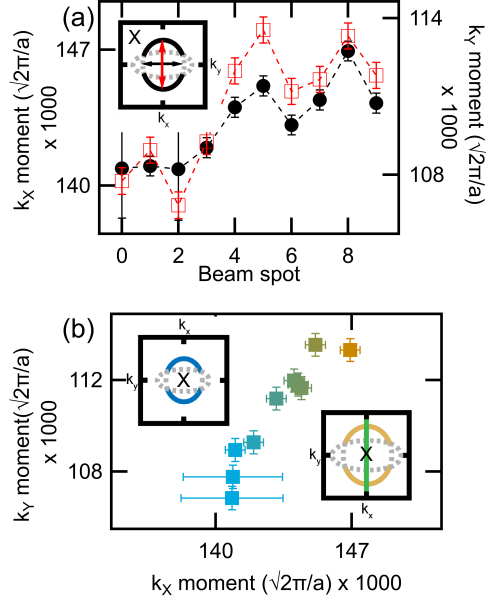 (a)
X
k_y
k_x
147
140
k_X moment (√2π/a)
x 1000
114
108
k_Y moment (√2π/a)
x 1000
0 2 4 6 8
Beam spot
(b)
k_x
k_y
X
112
108
k_Y moment(√2π/a)
x 1000
X
k_y
k_x
140 147
k_X moment (√2π/a) x 1000